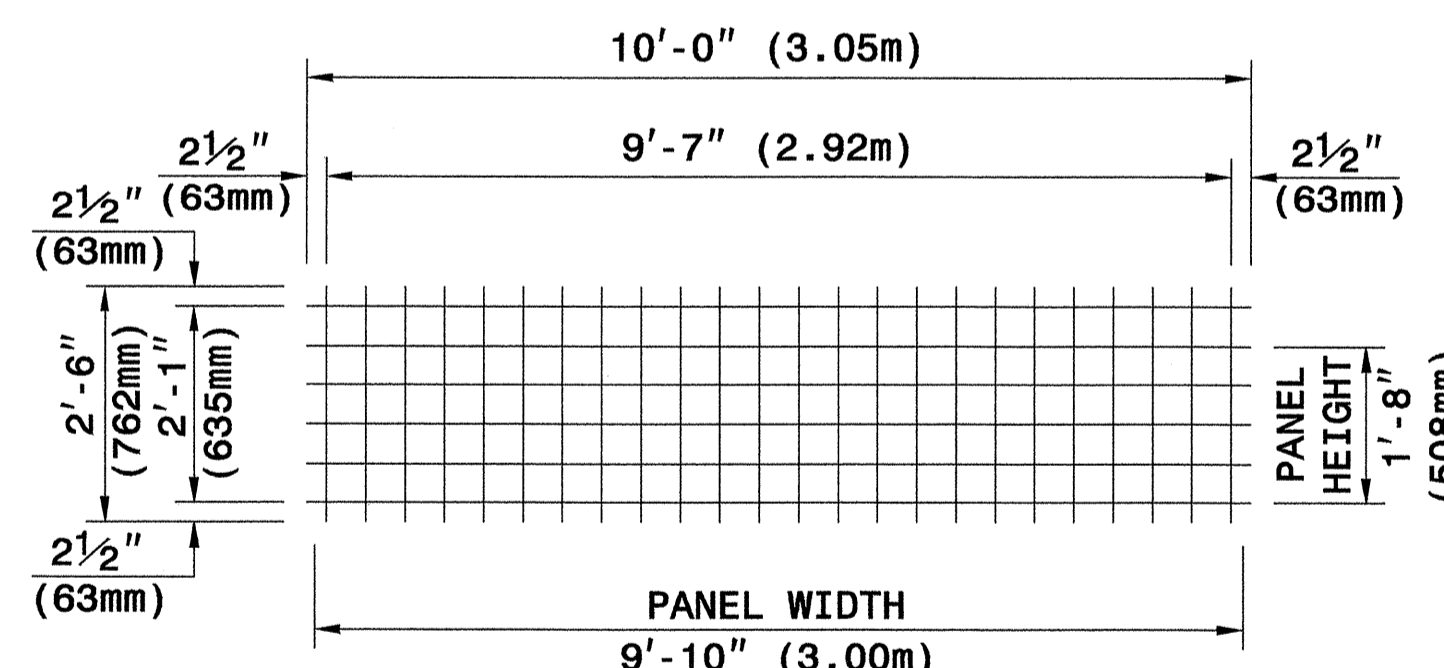 10'-0" (3.05m)
9'-7" (2.92m)
2½"
(63mm)
2½"
(63mm)
2½"
(63mm)
2'-6"
(762mm)
2'-1"
(635mm)
PANEL
HEIGHT
1'-8"
(508mm)
2½"
(63mm)
PANEL WIDTH
9'-10" (3.00m)